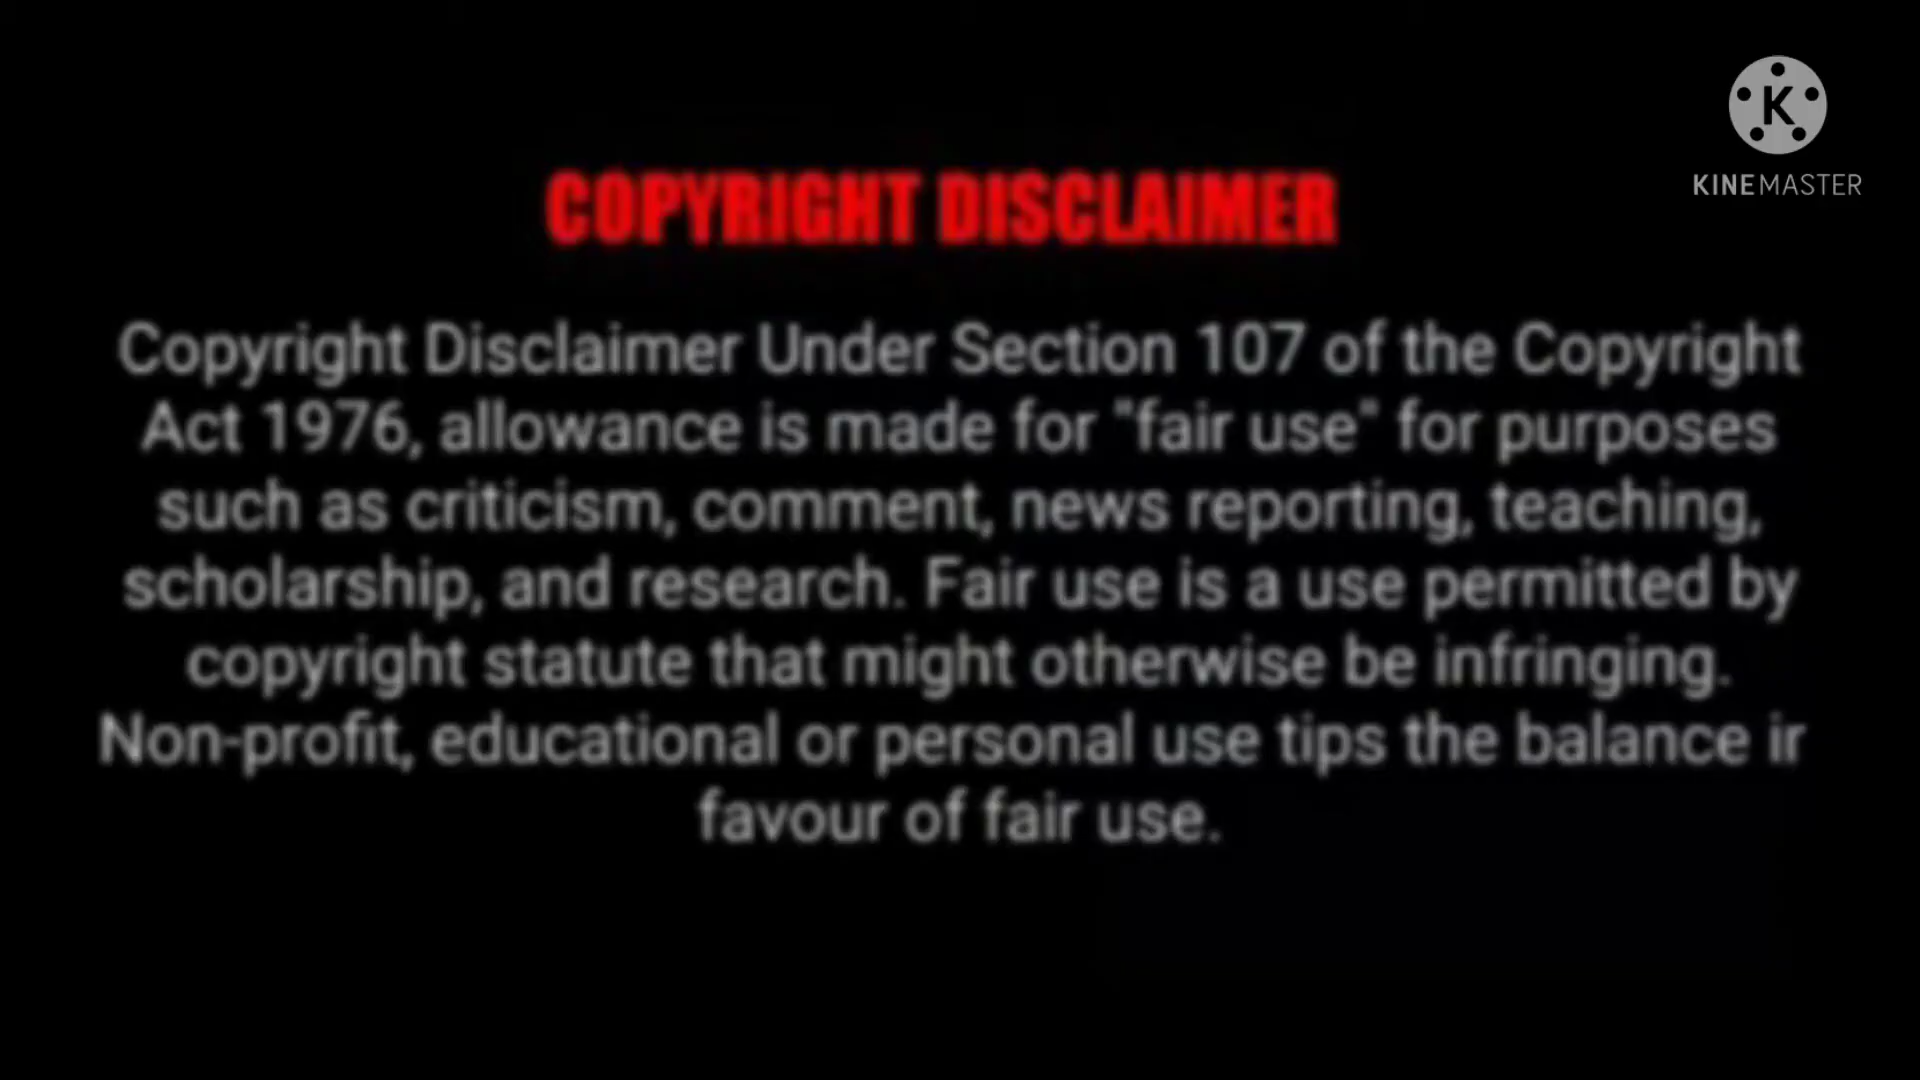 K
KINEMASTER
COPYRIGHT DISCLAIMER
Copyright Disclaimer Under Section 107 of the Copyright
Act 1976, allowance is made for "fair use" for purposes
such as criticism, comment, news reporting, teaching,
scholarship, and research. Fair use is a use permitted by
copyright statute that might otherwise be infringing.
Non-profit, educational or personal use tips the balance ir
favour of fair use.